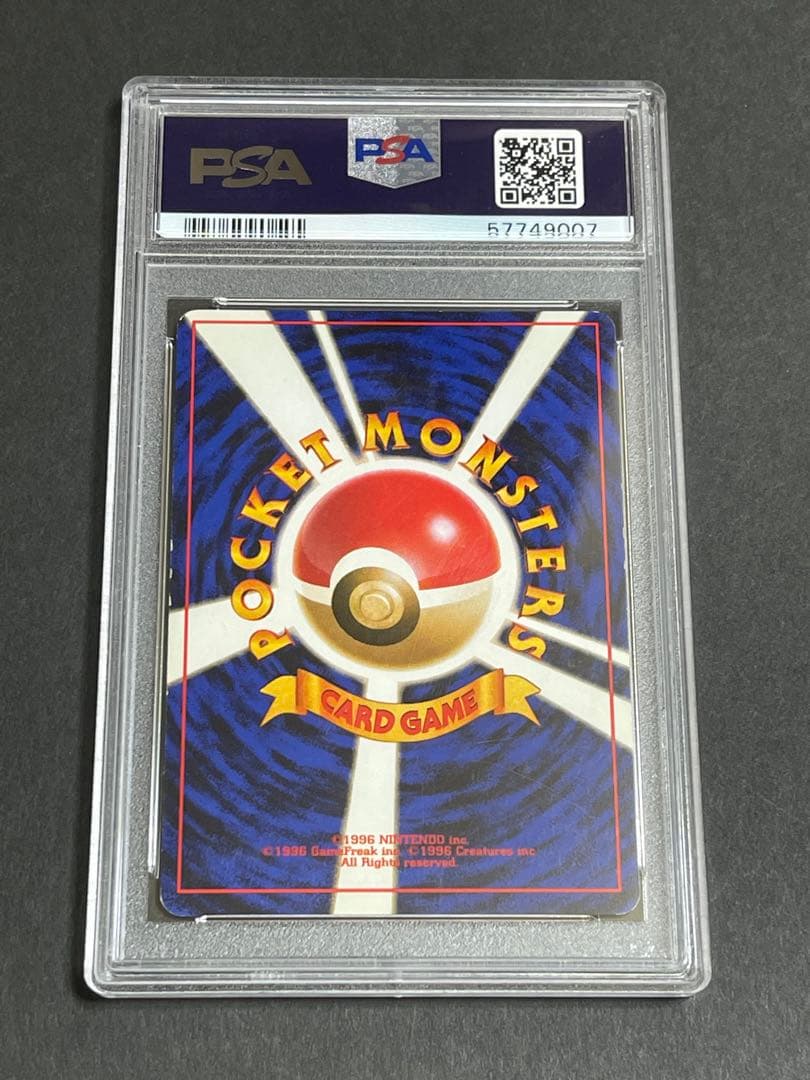 PSA
PSA
57749007
POCKET MONSTERS
CARD GAME
©1996 NINTENDO inc.
©1996 GameFreak inc. ©1996 Creatures inc
All Rights reserved.